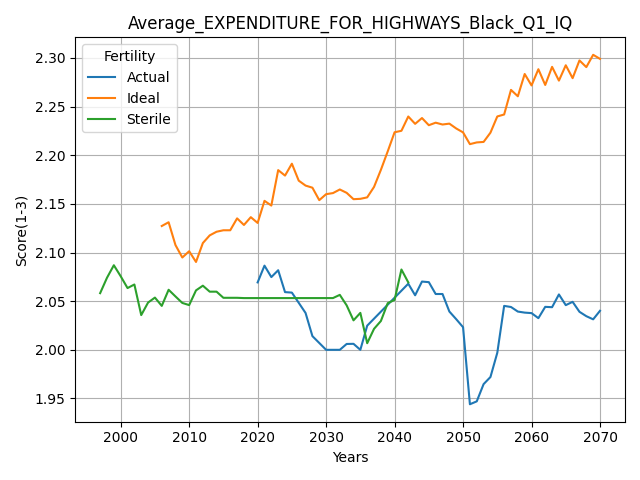 Average_EXPENDITURE_FOR_HIGHWAYS_Black_Q1_IQ
Fertility
Actual
Ideal
Sterile
Score(1-3)
2.30
2.25
2.20
2.15
2.10
2.05
2.00
1.95
2000 2010 2020 2030 2040 2050 2060 2070
Years